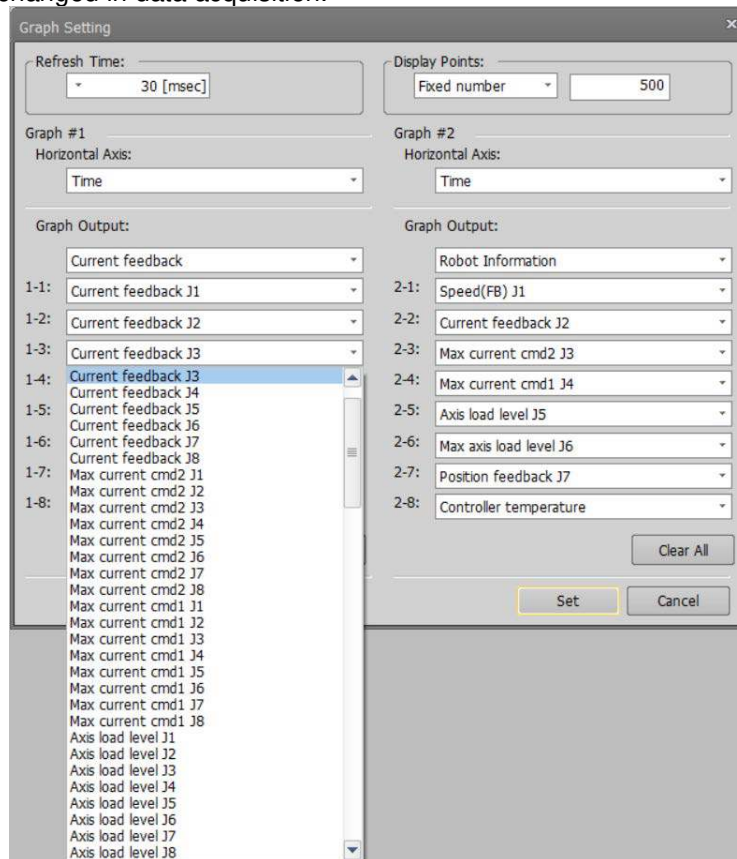 changed in data acquisition.
Graph Setting
Refresh Time:
30 [msec]
Display Points:
Fixed number
500
Graph #1
Horizontal Axis:
Time
Graph Output:
Current feedback
1-1: Current feedback J1
1-2: Current feedback J2
1-3: Current feedback J3
1-4:
1-5:
1-6:
1-7:
1-8:
Current feedback J3
Current feedback J4
Current feedback J5
Current feedback J6
Current feedback J7
Current feedback J8
Max current cmd2 J1
Max current cmd2 J2
Max current cmd2 J3
Max current cmd2 J4
Max current cmd2 J5
Max current cmd2 J6
Max current cmd2 J7
Max current cmd2 J8
Max current cmd1 J1
Max current cmd1 J2
Max current cmd1 J3
Max current cmd1 J4
Max current cmd1 J5
Max current cmd1 J6
Max current cmd1 J7
Max current cmd1 J8
Axis load level J1
Axis load level J2
Axis load level J3
Axis load level J4
Axis load level J5
Axis load level J6
Axis load level J7
Axis load level J8
Graph #2
Horizontal Axis:
Time
Graph Output:
Robot Information
2-1: Speed(FB) J1
2-2: Current feedback J2
2-3: Max current cmd2 J3
2-4: Max current cmd1 J4
2-5: Axis load level J5
2-6: Max axis load level J6
2-7: Position feedback J7
2-8: Controller temperature
Clear All
Set
Cancel